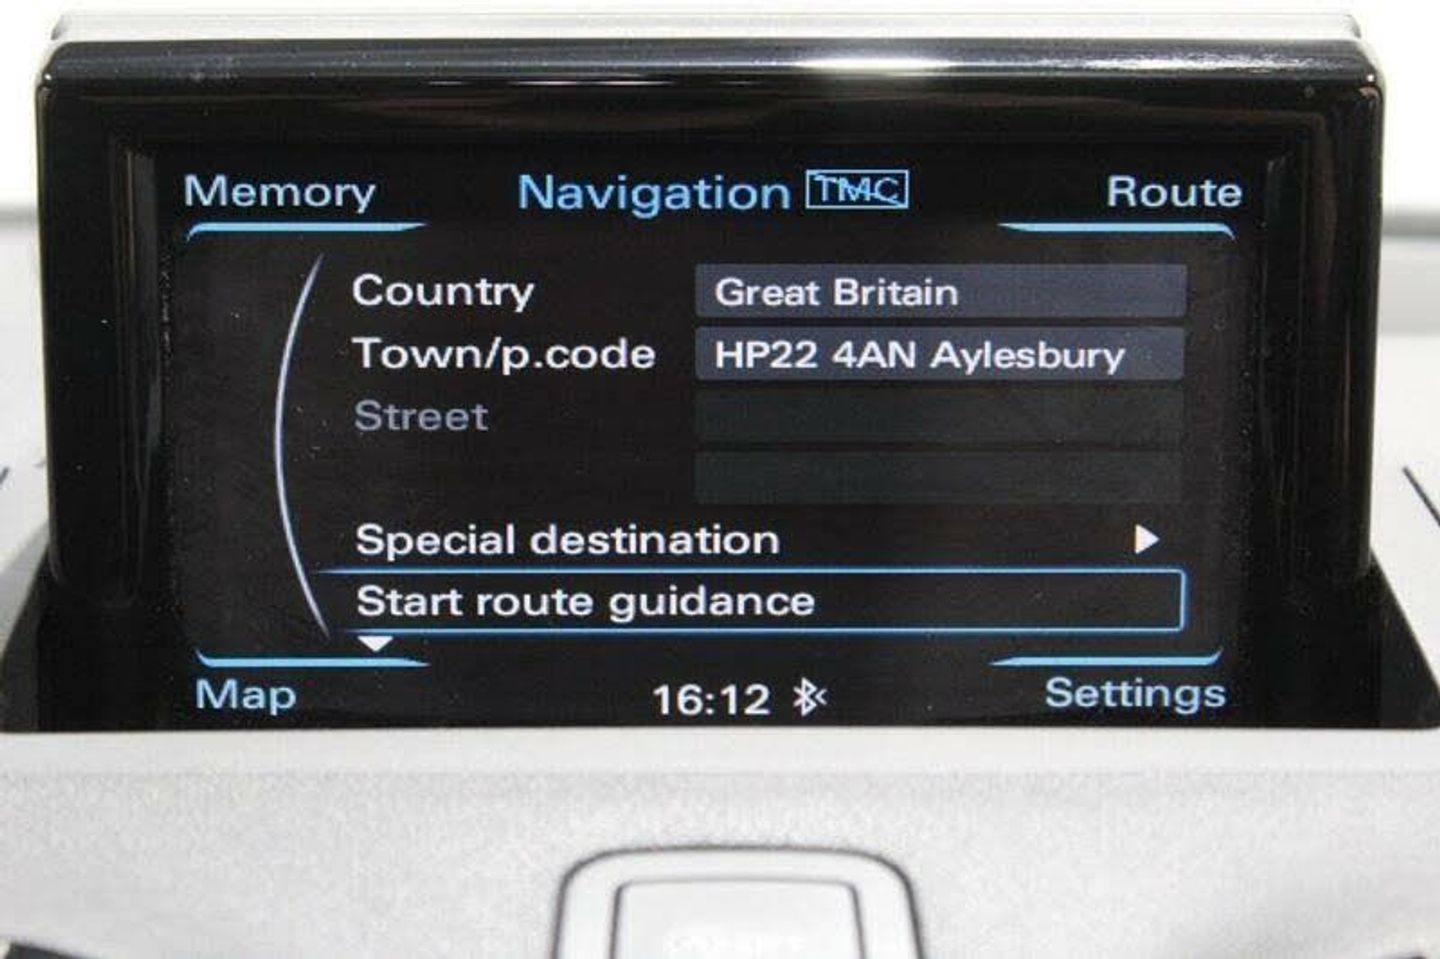 Memory Navigation TMC Route
Country Great Britain
Town/p.code HP22 4AN Aylesbury
Street
Special destination
Start route guidance
Map 16:12 Settings